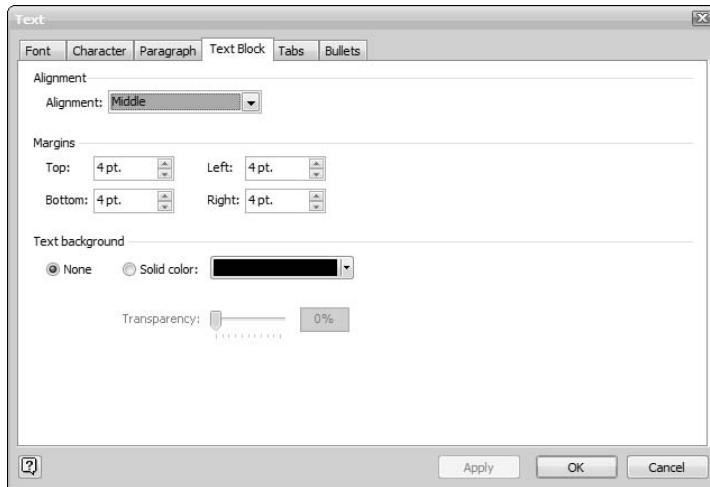 Text
Font Character Paragraph Text Block Tabs Bullets
Alignment
Alignment: Middle
Margins
Top: 4 pt. Left: 4 pt.
Bottom: 4 pt. Right: 4 pt.
Text background
None Solid color:
Transparency: 0%
? Apply OK Cancel